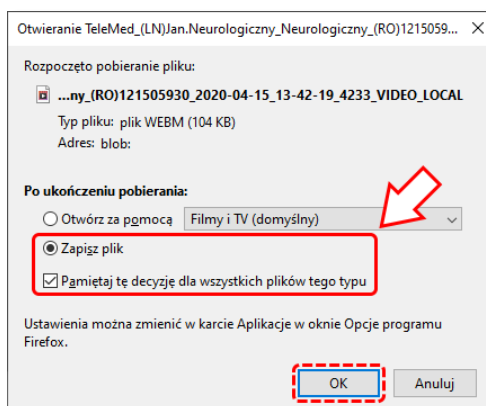 Otwieranie TeleMed_(LN)Jan.Neurologiczny_Neurologiczny_(RO)1215059...
Rozpoczęto pobieranie pliku:
...ny_(RO)121505930_2020-04-15_13-42-19_4233_VIDEO_LOCAL
Typ pliku: plik WEBM (104 KB)
Adres: blob:
Po ukończeniu pobierania:
Otwórz za pomocą Filmy i TV (domyślny)
Zapisz plik
Pamiętaj tę decyzję dla wszystkich plików tego typu
Ustawienia można zmienić w karcie Aplikacje w oknie Opcje programu
Firefox.
OK Anuluj